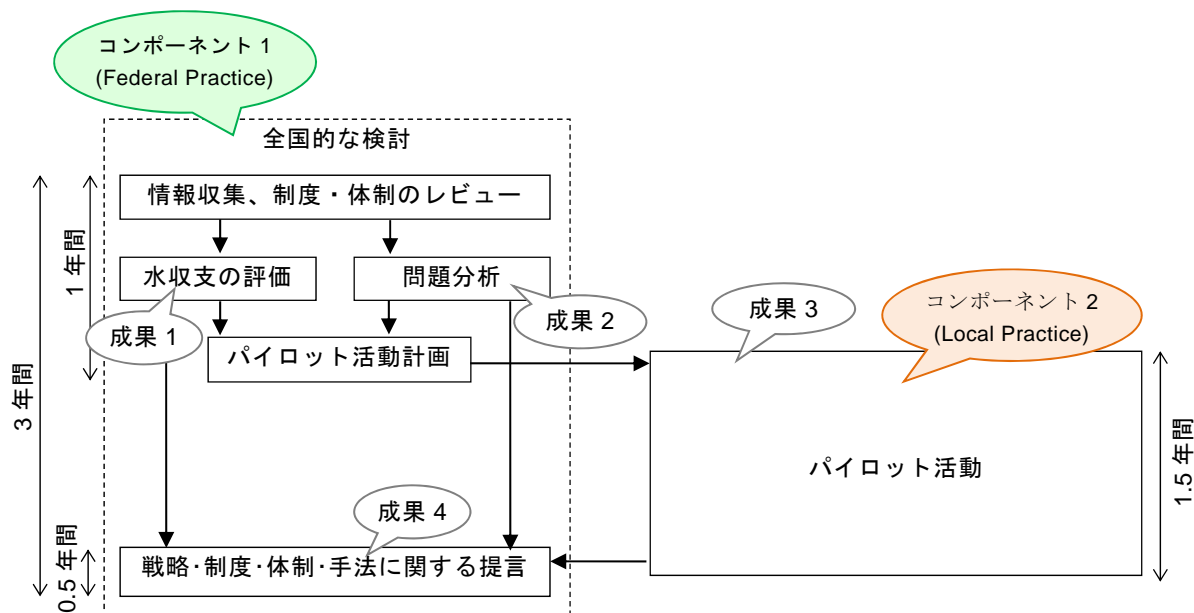 コンポーネント 1
(Federal Practice)
全国的な検討
情報収集、制度・体制のレビュー
1 年間
水収支の評価
問題分析
成果 1
成果 2
成果 3
コンポーネント 2
(Local Practice)
パイロット活動計画
3 年間
パイロット活動
1.5 年間
成果 4
0.5 年間
戦略･制度･体制･手法に関する提言